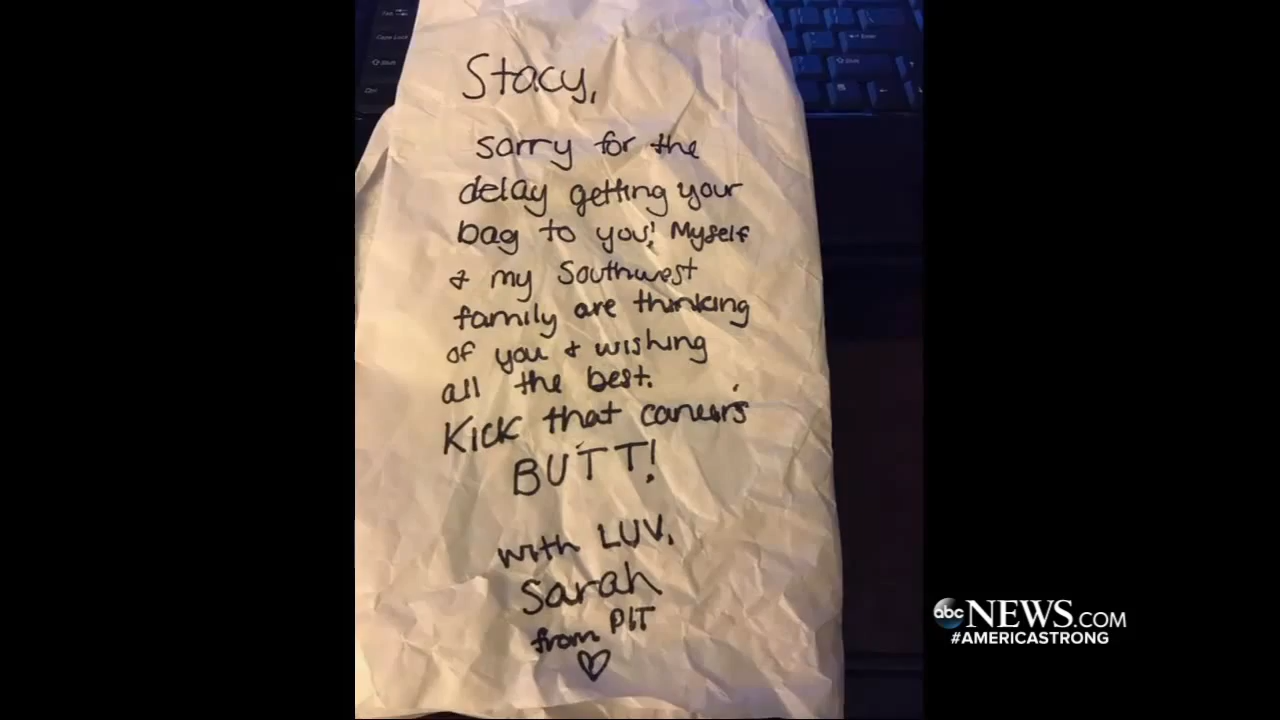 Stacy,
sorry for the
delay getting your
bag to you! Myself
& my Southwest
family are thinking
of you & wishing
all the best.
Kick that cancer's
BUTT!
with LUV,
Sarah
from PIT
abc NEWS.COM
#AMERICASTRONG